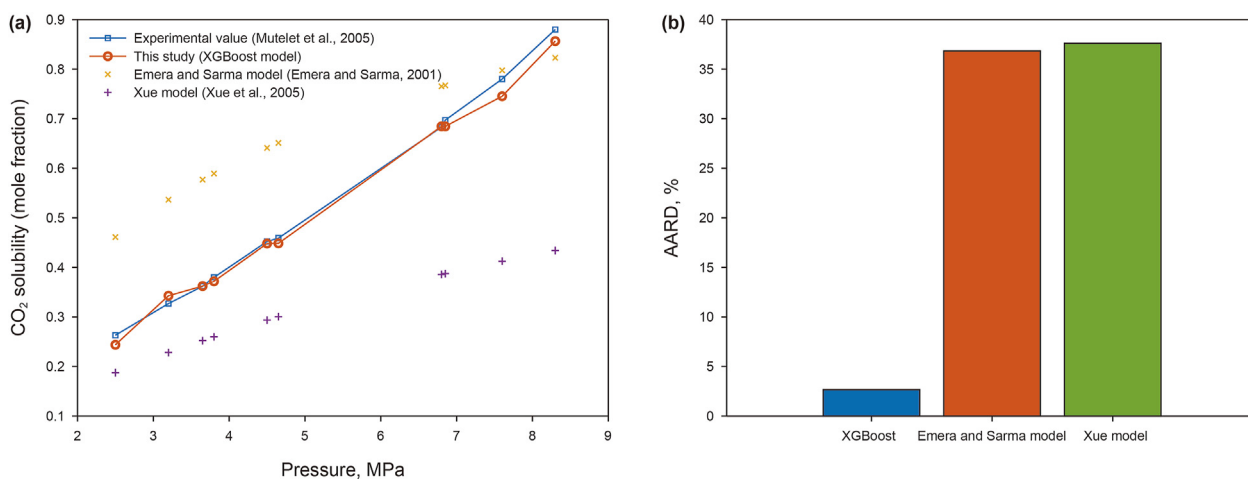 (a)
0.9
0.8
0.7
0.6
0.5
0.4
0.3
0.2
0.1
CO₂ solubility (mole fraction)
Experimental value (Mutelet et al., 2005)
This study (XGBoost model)
Emera and Sarma model (Emera and Sarma, 2001)
Xue model (Xue et al., 2005)
2 3 4 5 6 7 8 9
Pressure, MPa
(b)
40
35
30
25
20
15
10
5
0
AARD, %
XGBoost Emera and Sarma model Xue model